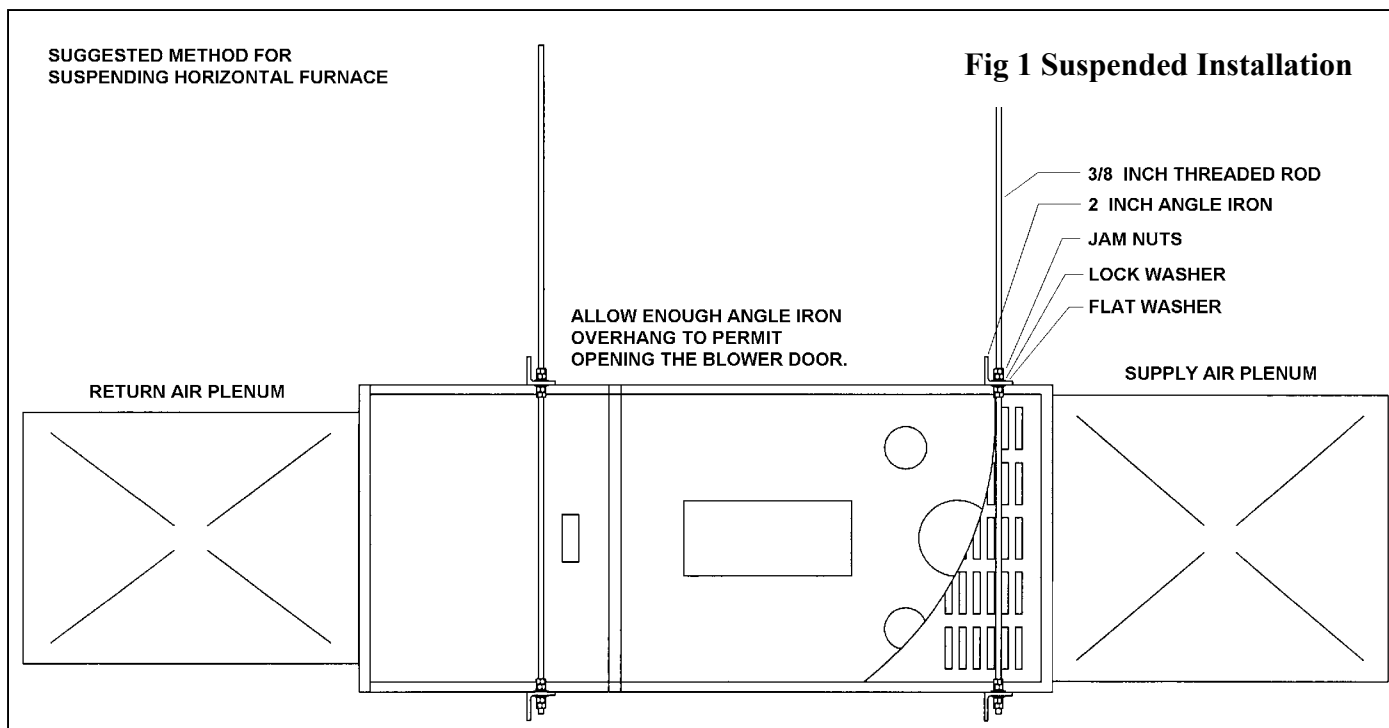 SUGGESTED METHOD FOR
SUSPENDING HORIZONTAL FURNACE
Fig 1 Suspended Installation
3/8 INCH THREADED ROD
2 INCH ANGLE IRON
JAM NUTS
LOCK WASHER
FLAT WASHER
ALLOW ENOUGH ANGLE IRON
OVERHANG TO PERMIT
OPENING THE BLOWER DOOR.
RETURN AIR PLENUM
SUPPLY AIR PLENUM